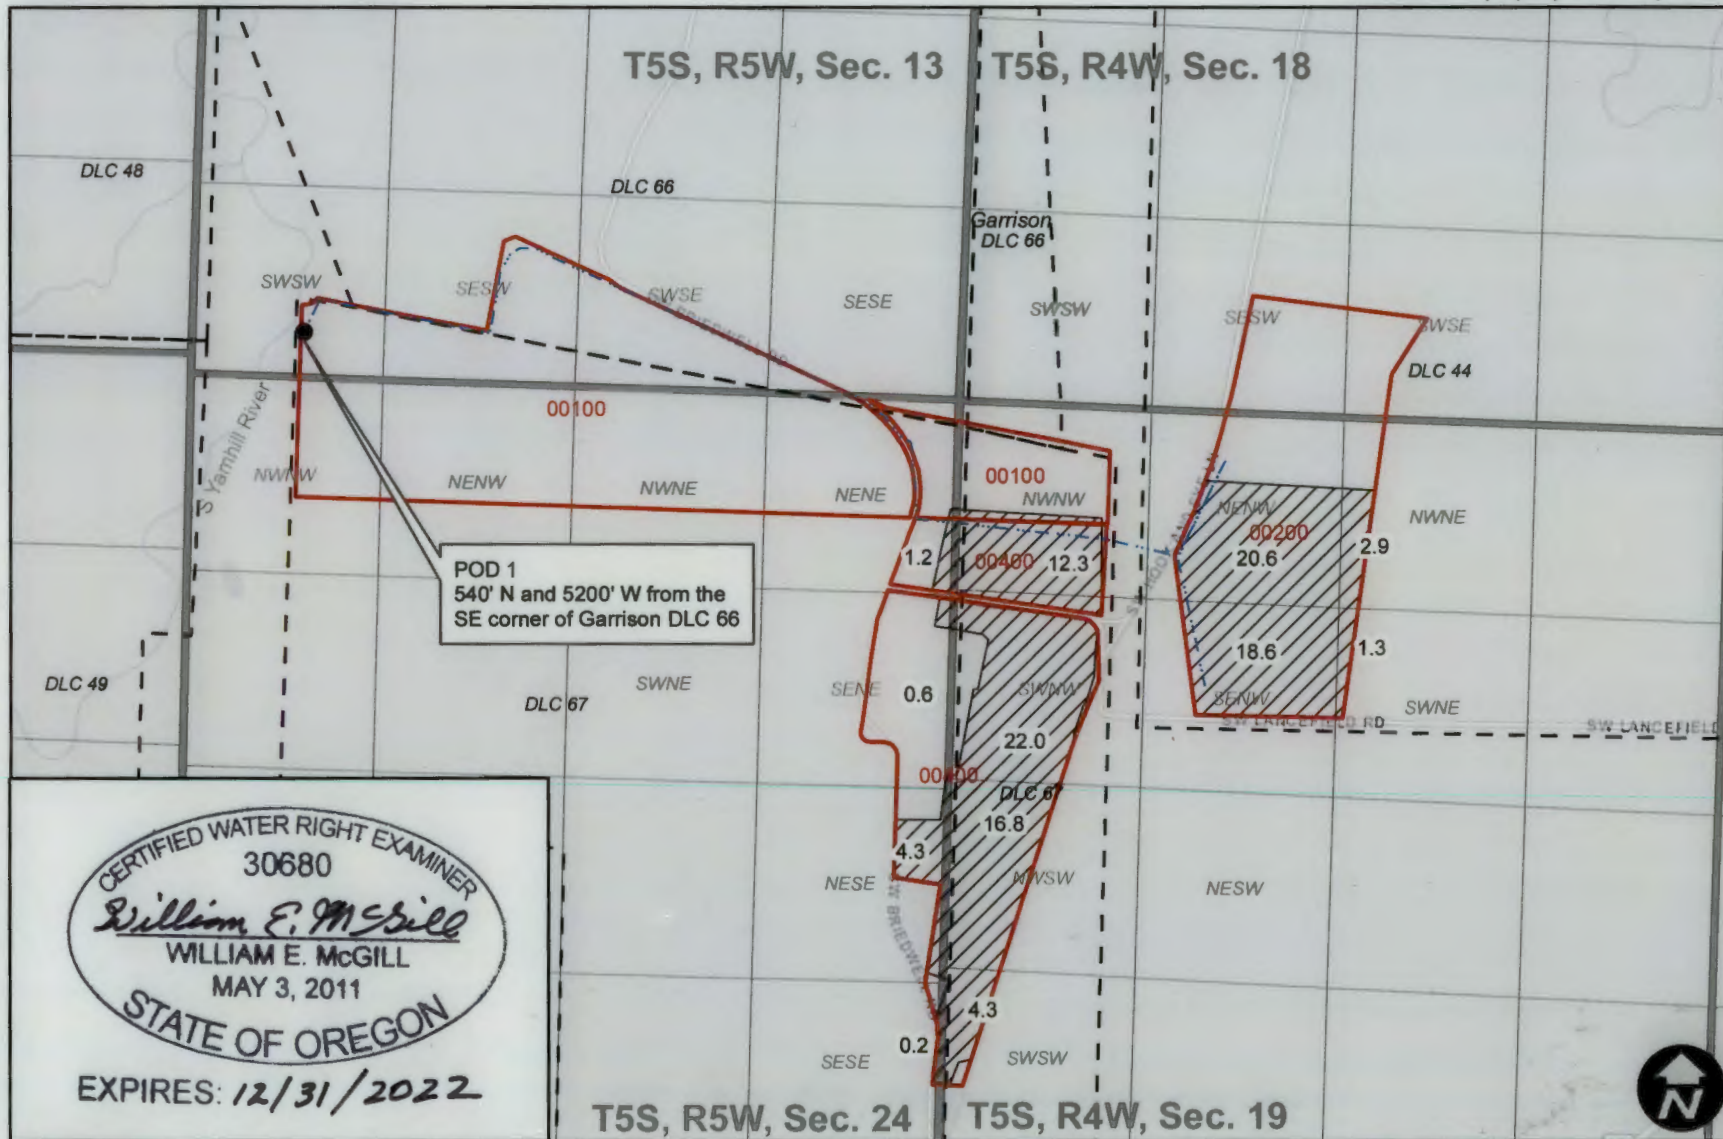 T5S, R5W, Sec. 13
T5S, R4W, Sec. 18
DLC 48
DLC 66
Garrison
DLC 66
SWSW
SESW
SWSE
SESE
SWSW
SESW
SWSE
DLC 44
S Yamhill River
00100
NWNW
NENW
NWNE
NENE
00100
NWNW
NENW
00200
NWNE
1.2
00400
12.3
20.6
2.9
POD 1
540' N and 5200' W from the
SE corner of Garrison DLC 66
DLC 49
DLC 67
SWNE
SENE
0.6
SWNW
18.6
1.3
SENW
SWNE
SW LANCEFIELD RD
SW LANCEFIELD
22.0
00400
DLC 67
16.8
4.3
NESE
NWSW
NESW
4.3
0.2
SESE
SWSW
CERTIFIED WATER RIGHT EXAMINER
30680
William E. McGill
WILLIAM E. McGILL
MAY 3, 2011
STATE OF OREGON
EXPIRES: 12/31/2022
T5S, R5W, Sec. 24
T5S, R4W, Sec. 19
N